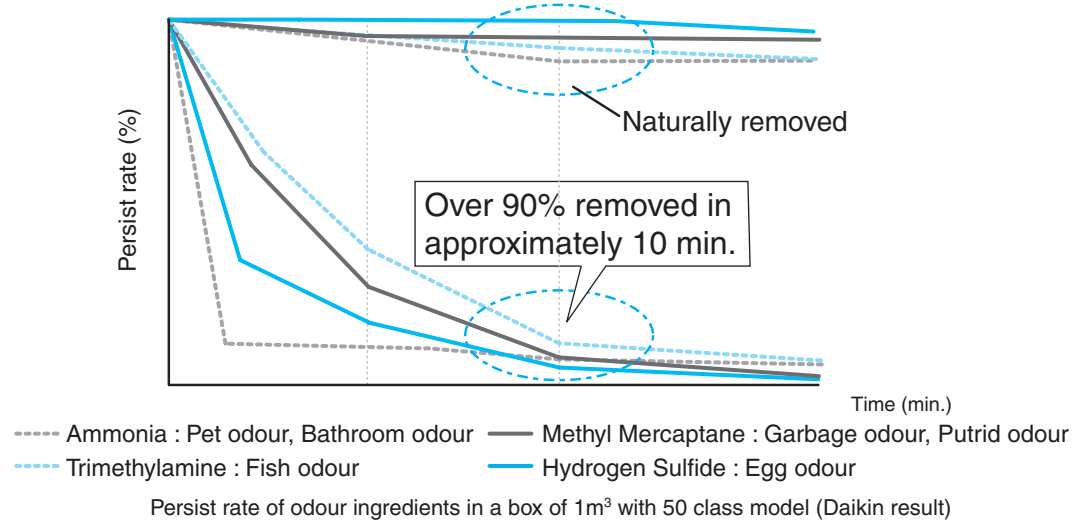 Persist rate (%)
Naturally removed
Over 90% removed in
approximately 10 min.
Time (min.)
Ammonia : Pet odour, Bathroom odour
Methyl Mercaptane : Garbage odour, Putrid odour
Trimethylamine : Fish odour
Hydrogen Sulfide : Egg odour
Persist rate of odour ingredients in a box of 1m³ with 50 class model (Daikin result)